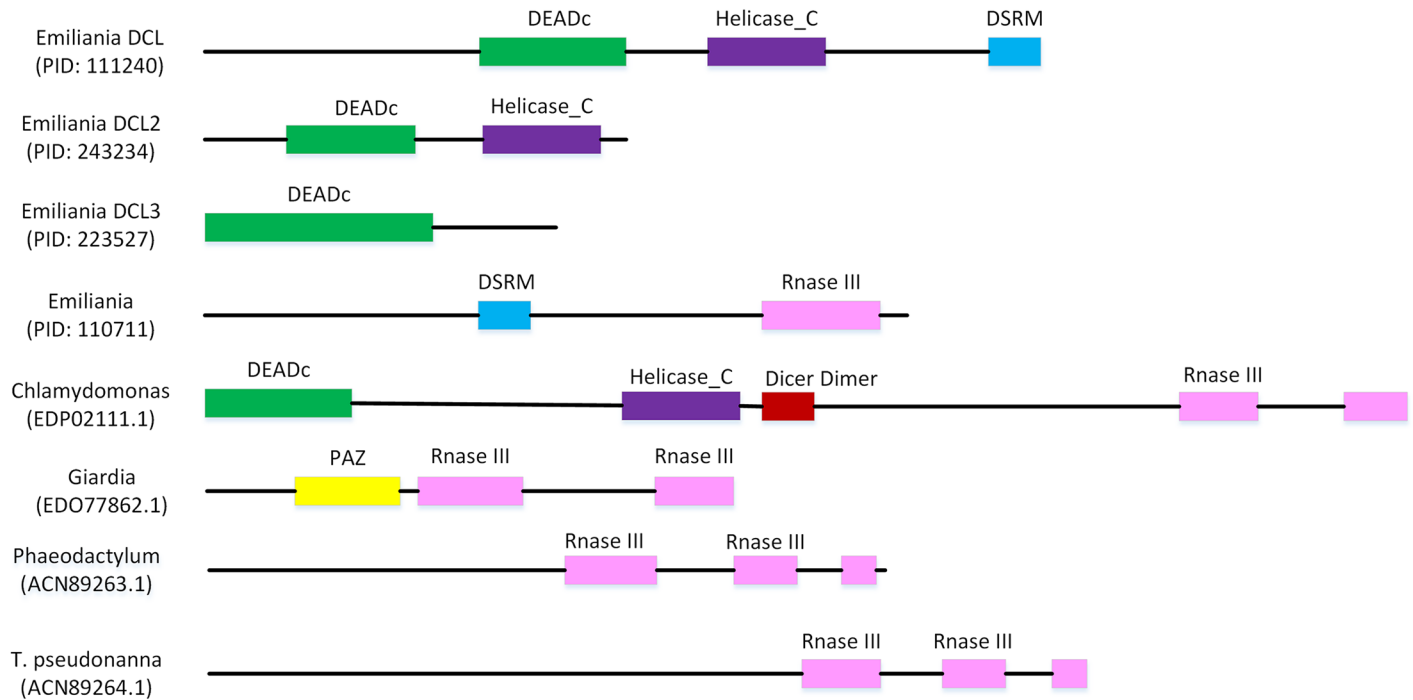 DEADc Helicase_C DSRM
Emiliania DCL
(PID: 111240)
DEADc Helicase_C
Emiliania DCL2
(PID: 243234)
DEADc
Emiliania DCL3
(PID: 223527)
DSRM Rnase III
Emiliania
(PID: 110711)
DEADc Helicase_C Dicer Dimer Rnase III
Chlamydomonas
(EDP02111.1)
PAZ Rnase III Rnase III
Giardia
(EDO77862.1)
Rnase III Rnase III
Phaeodactylum
(ACN89263.1)
Rnase III Rnase III
T. pseudonanna
(ACN89264.1)